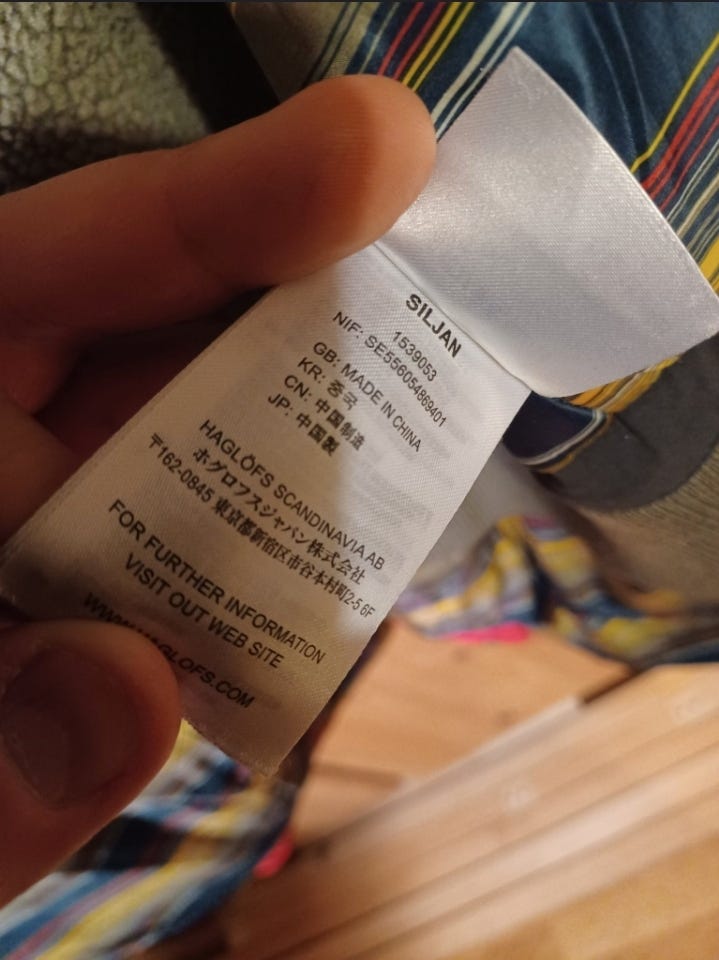 SILJAN
1539053
NIF: SE556054869401
GB: MADE IN CHINA
KR: 중국
CN: 中国制造
JP: 中国製
HAGLÖFS SCANDINAVIA AB
ホグロフスジャパン株式会社
〒162-0845 東京都新宿区市谷本村町2-5 6F
FOR FURTHER INFORMATION
VISIT OUT WEB SITE
WWW.HAGLOFS.COM